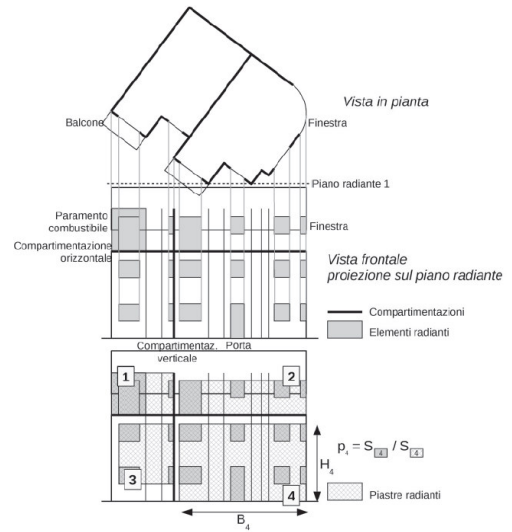 Vista in pianta
Balcone
Finestra
Piano radiante 1
Paramento
combustibile
Finestra
Compartimentazione
orizzontale
Vista frontale
proiezione sul piano radiante
Compartimentazioni
Elementi radianti
Compartimentaz. Porta
verticale
1
2
3
4
p4 = S4 / S4
H4
B4
Piastre radianti